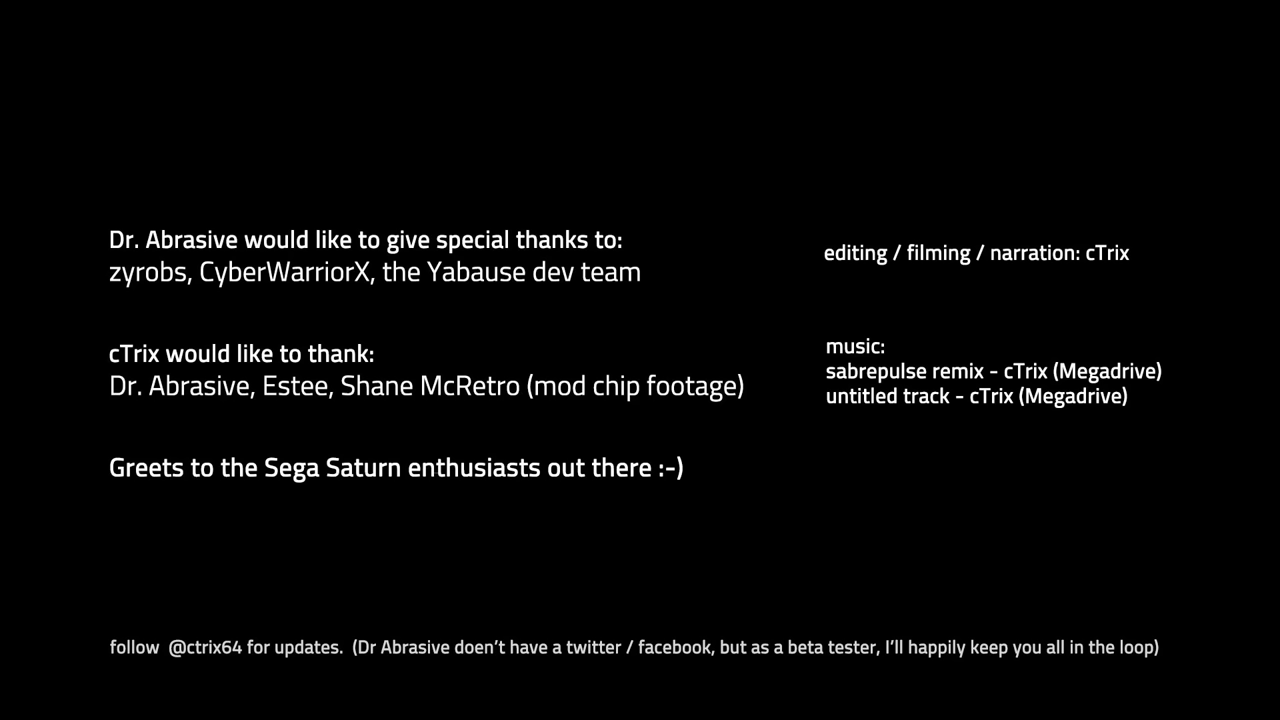 Dr. Abrasive would like to give special thanks to:
zyrobs, CyberWarriorX, the Yabause dev team
cTrix would like to thank:
Dr. Abrasive, Estee, Shane McRetro (mod chip footage)
Greets to the Sega Saturn enthusiasts out there :-)
editing / filming / narration: cTrix
music:
sabrepulse remix - cTrix (Megadrive)
untitled track - cTrix (Megadrive)
follow  @ctrix64 for updates.  (Dr Abrasive doen’t have a twitter / facebook, but as a beta tester, I’ll happily keep you all in the loop)